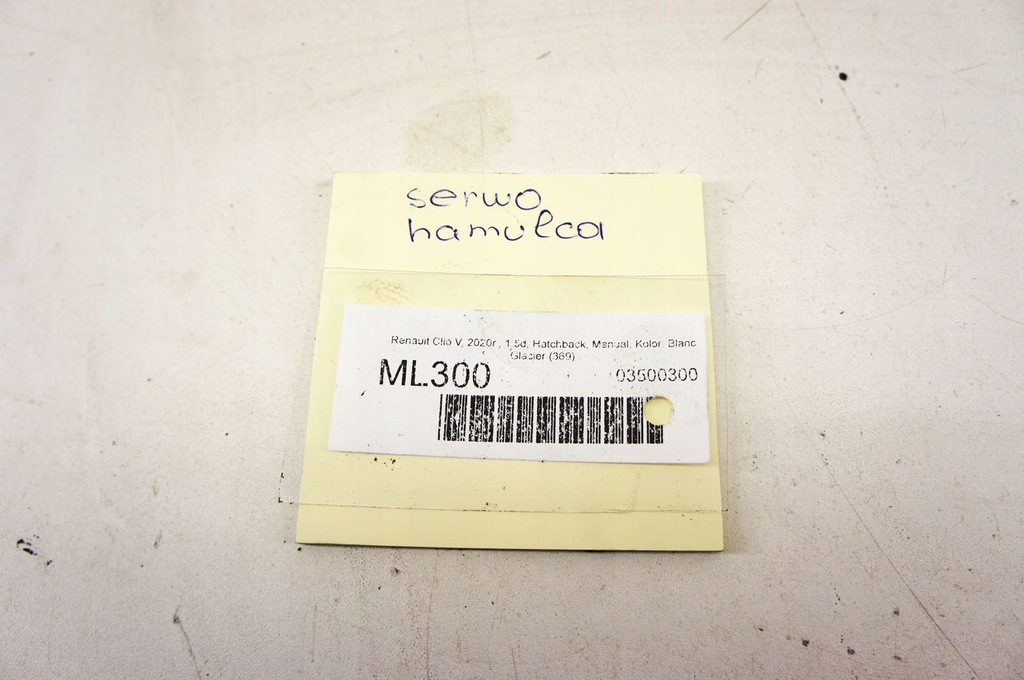 serwo
hamulca
Renault Clio V, 2020r., 1.5d, Hatchback, Manual, Kolor: Blanc
Glacier (369)
ML300
03500300